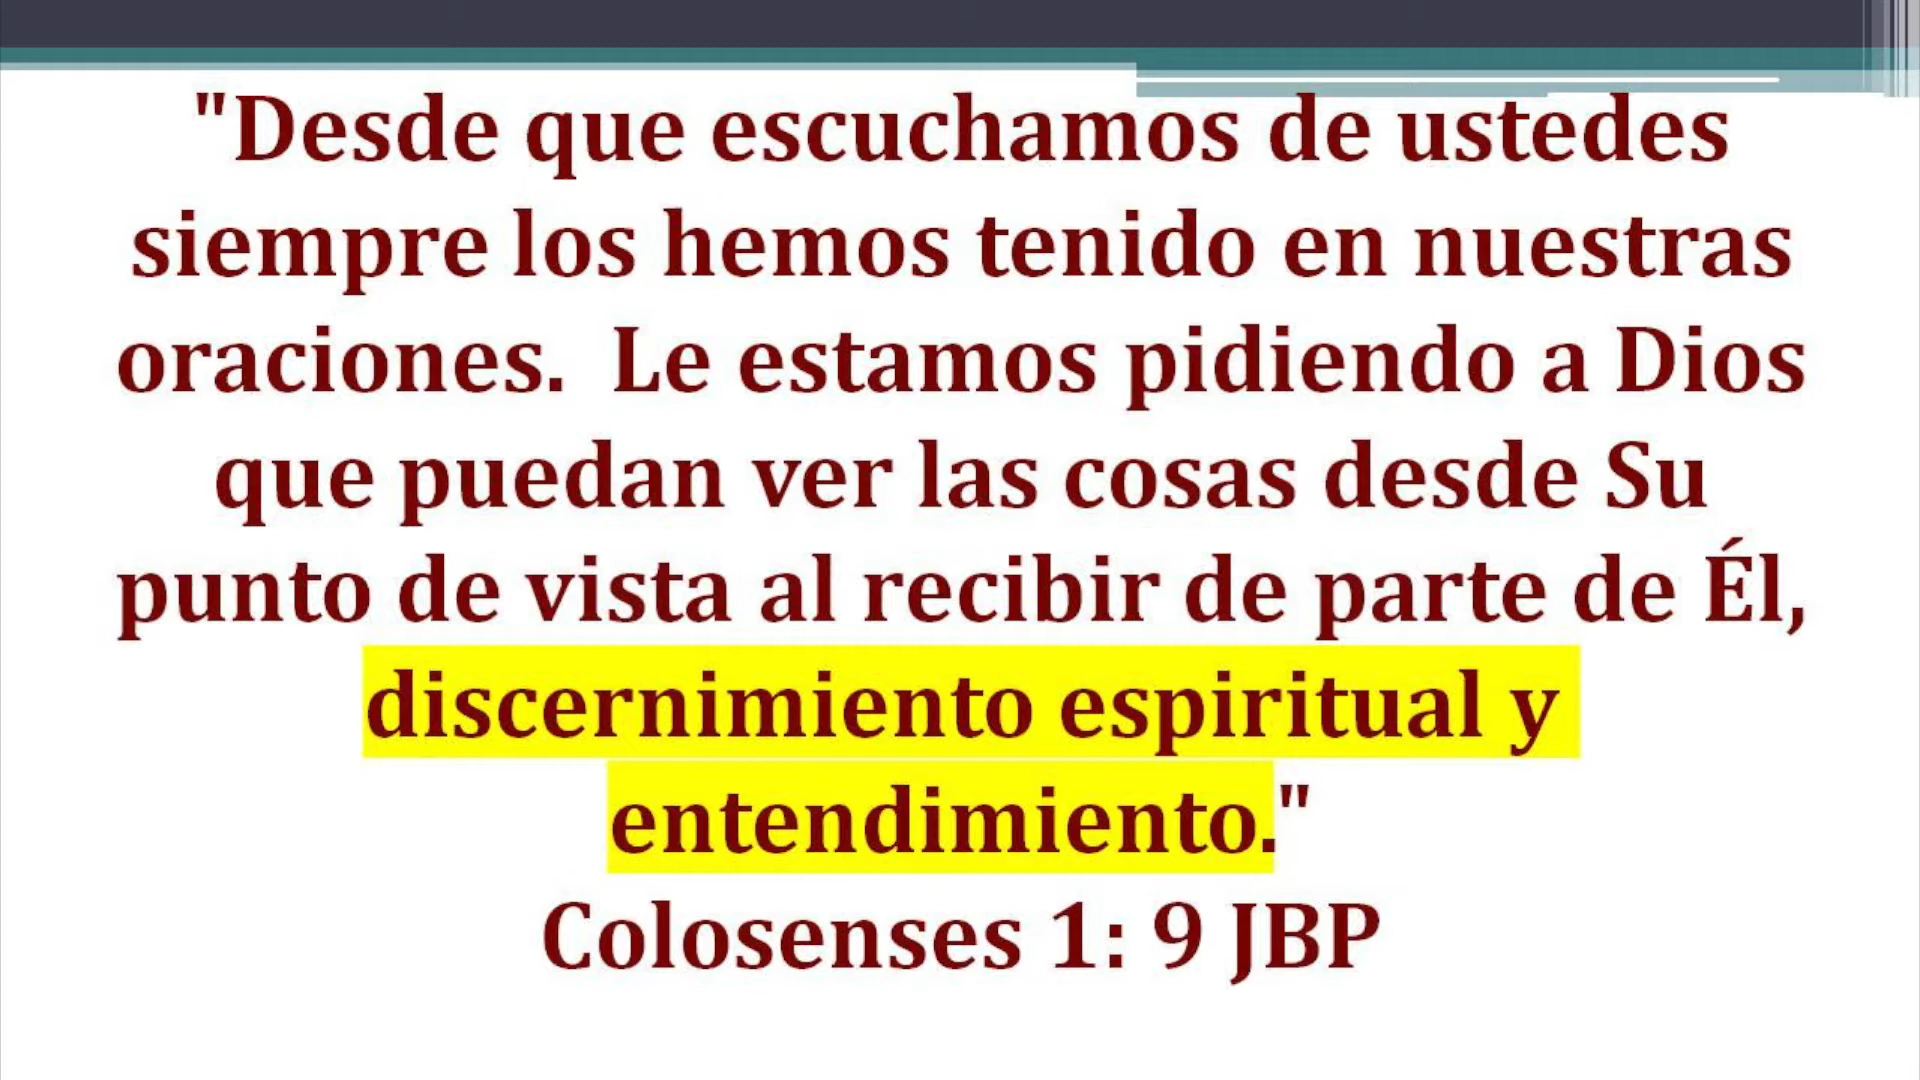 "Desde que escuchamos de ustedes
siempre los hemos tenido en nuestras
oraciones.  Le estamos pidiendo a Dios
que puedan ver las cosas desde Su
punto de vista al recibir de parte de Él,
discernimiento espiritual y
entendimiento."
Colosenses 1: 9 JBP